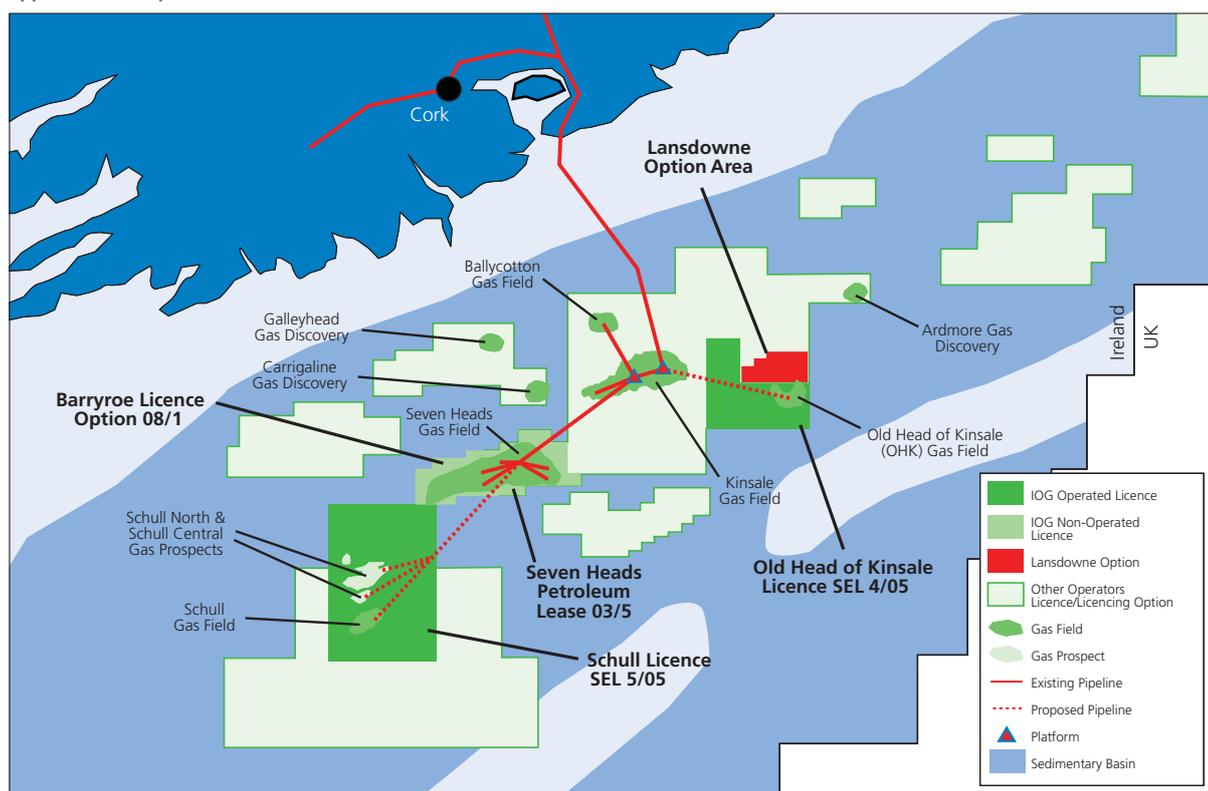 Cork
Lansdowne
Option Area
Ballycotton
Gas Field
Galleyhead
Gas Discovery
Carrigaline
Gas Discovery
Ardmore Gas
Discovery
Ireland
UK
Barryroe Licence
Option 08/1
Seven Heads
Gas Field
Old Head of Kinsale
(OHK) Gas Field
Kinsale
Gas Field
Schull North &
Schull Central
Gas Prospects
Seven Heads
Petroleum
Lease 03/5
Old Head of Kinsale
Licence SEL 4/05
Schull
Gas Field
Schull Licence
SEL 5/05
IOG Operated Licence
IOG Non-Operated
Licence
Lansdowne Option
Other Operators
Licence/Licencing Option
Gas Field
Gas Prospect
Existing Pipeline
Proposed Pipeline
Platform
Sedimentary Basin